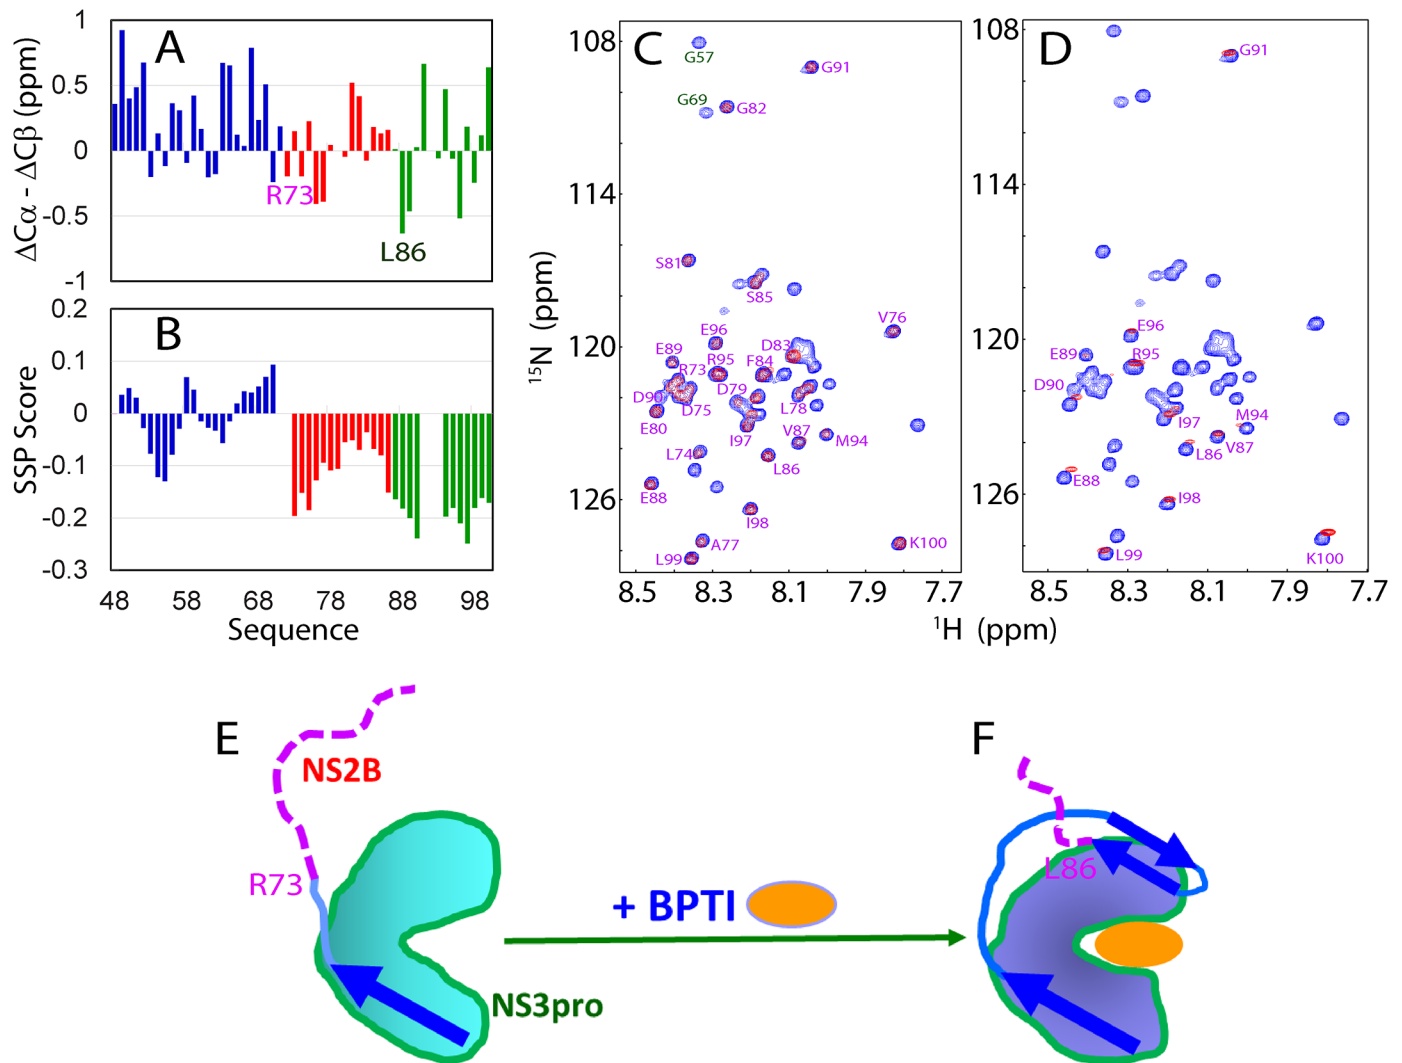 A
ΔCα - ΔCβ (ppm)
1
0.5
0
-0.5
-1
R73
L86
B
SSP Score
0.2
0.1
0
-0.1
-0.2
-0.3
48 58 68 78 88 98
Sequence
C
108
114
120
126
15N (ppm)
G57
G91
G69
G82
S81
S85
V76
E96
D83
E89
R95
F84
R73
D90
D79
D75
L78
E80
I97
V87
M94
L74
L86
E88
I98
A77
L99
K100
8.5 8.3 8.1 7.9 7.7
D
108
114
120
126
G91
E96
E89
R95
D90
I97
M94
L86
V87
E88
I98
L99
K100
8.5 8.3 8.1 7.9 7.7
1H (ppm)
E
NS2B
R73
NS3pro
+ BPTI
F
L86